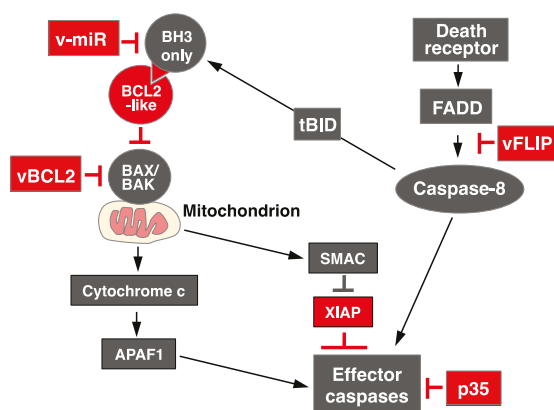 v-miR
BH3
only
Death
receptor
BCL2
-like
FADD
tBID
vFLIP
vBCL2
BAX/
BAK
Caspase-8
Mitochondrion
SMAC
Cytochrome c
XIAP
APAF1
Effector
caspases
p35